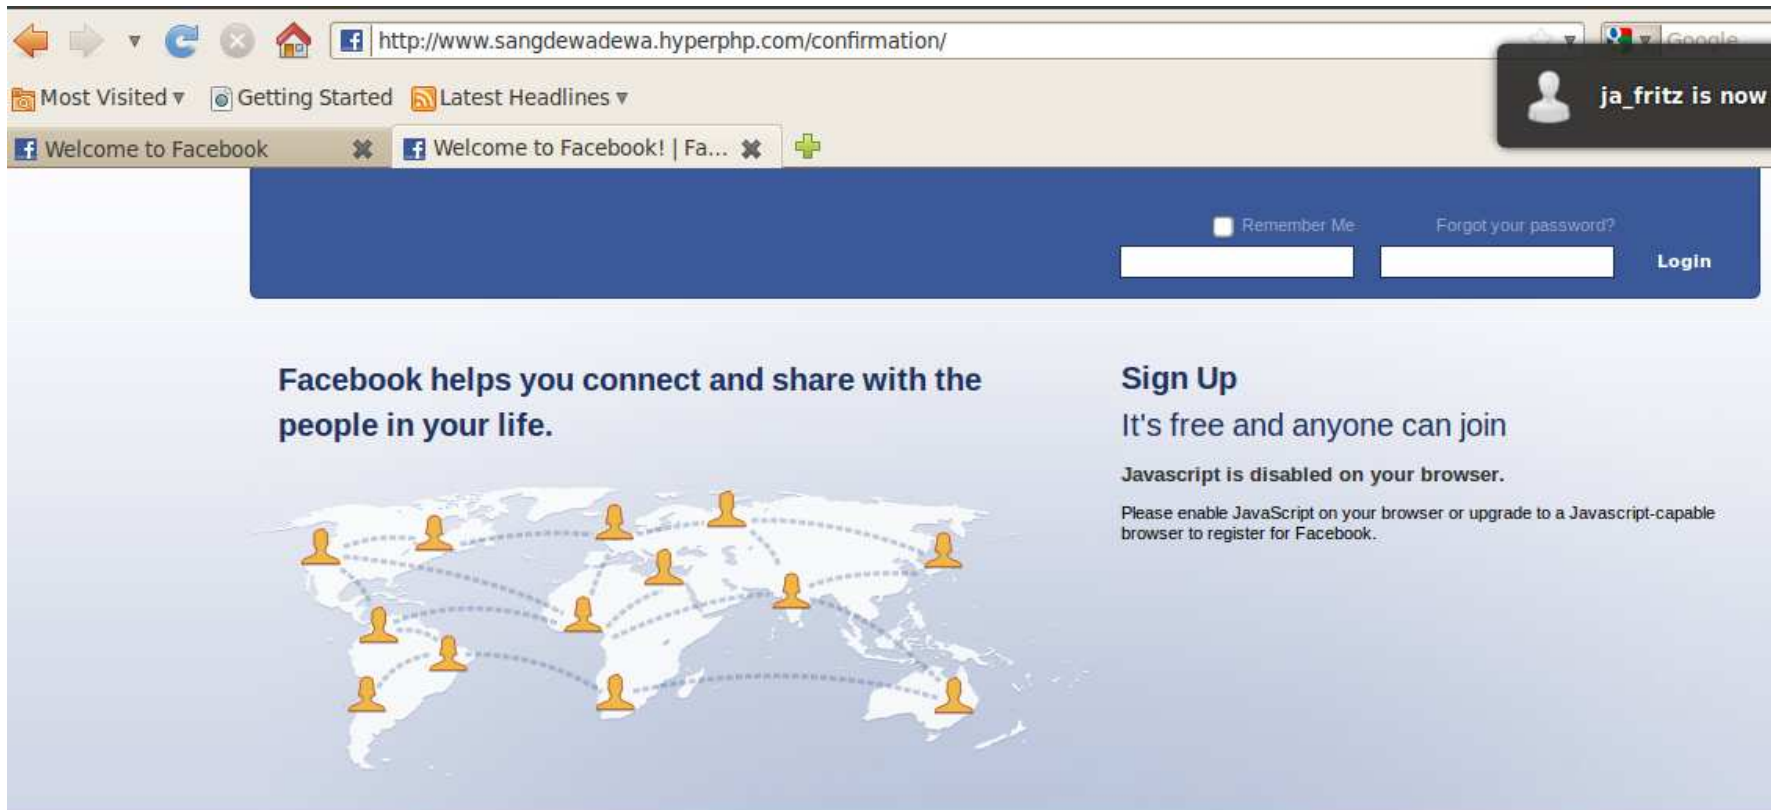 http://www.sangdewadewa.hyperphp.com/confirmation/
Google
ja_fritz is now
Most Visited
Getting Started
Latest Headlines
Welcome to Facebook
Welcome to Facebook! | Fa...
Remember Me
Forgot your password?
Login
Facebook helps you connect and share with the
people in your life.
Sign Up
It's free and anyone can join
Javascript is disabled on your browser.
Please enable JavaScript on your browser or upgrade to a Javascript-capable
browser to register for Facebook.